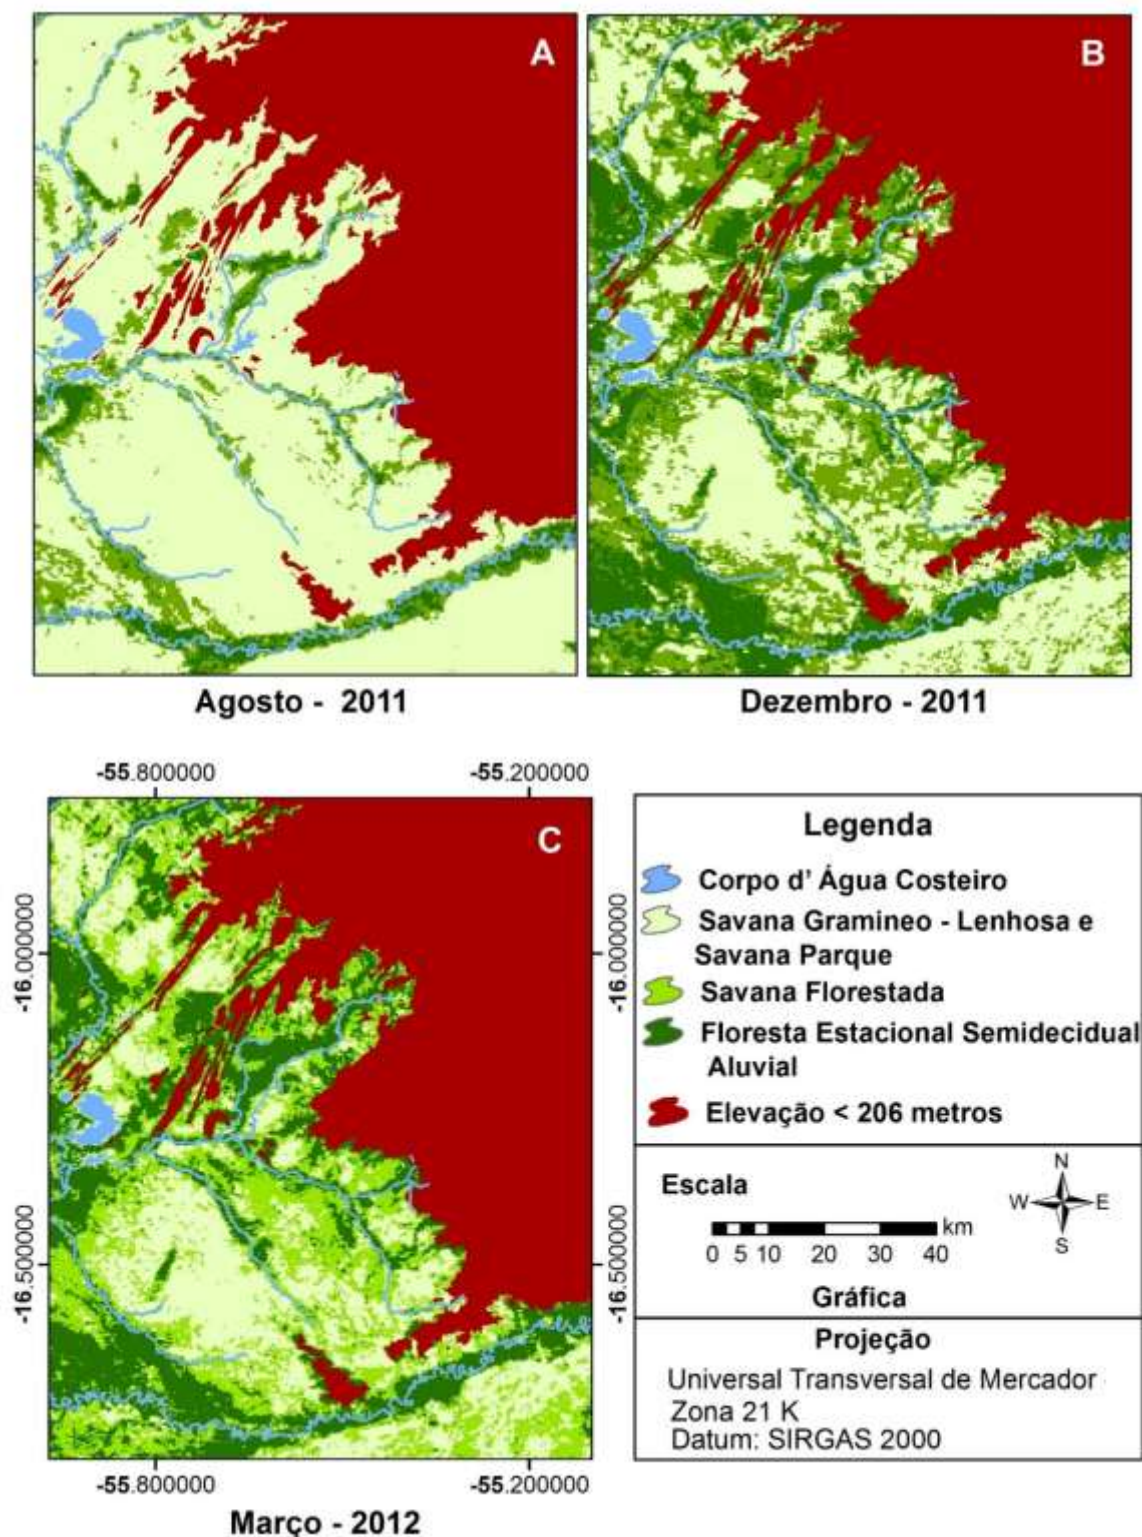 A
B
Agosto - 2011
Dezembro - 2011
-55.800000
-55.200000
C
-16.000000
-16.000000
-16.500000
-16.500000
-55.800000
-55.200000
Março - 2012
Legenda
Corpo d' Água Costeiro
Savana Gramineo - Lenhosa e
Savana Parque
Savana Florestada
Floresta Estacional Semidecidual
Aluvial
Elevação < 206 metros
Escala
km
0 5 10 20 30 40
Gráfica
N
W E
S
Projeção
Universal Transversal de Mercador
Zona 21 K
Datum: SIRGAS 2000